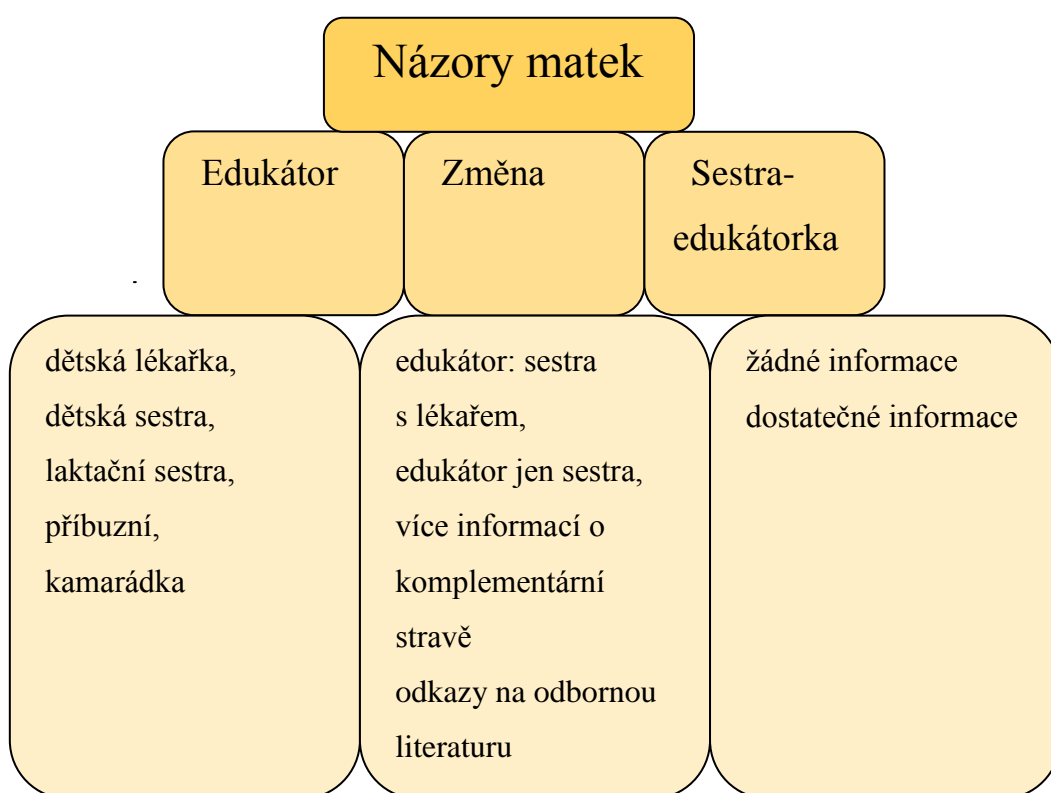 Názory matek
Edukátor
Změna
Sestra-
edukátorka
-
dětská lékařka,
dětská sestra,
laktační sestra,
příbuzní,
kamarádka
edukátor: sestra
s lékařem,
edukátor jen sestra,
více informací o
komplementární
stravě
odkazy na odbornou
literaturu
žádné informace
dostatečné informace